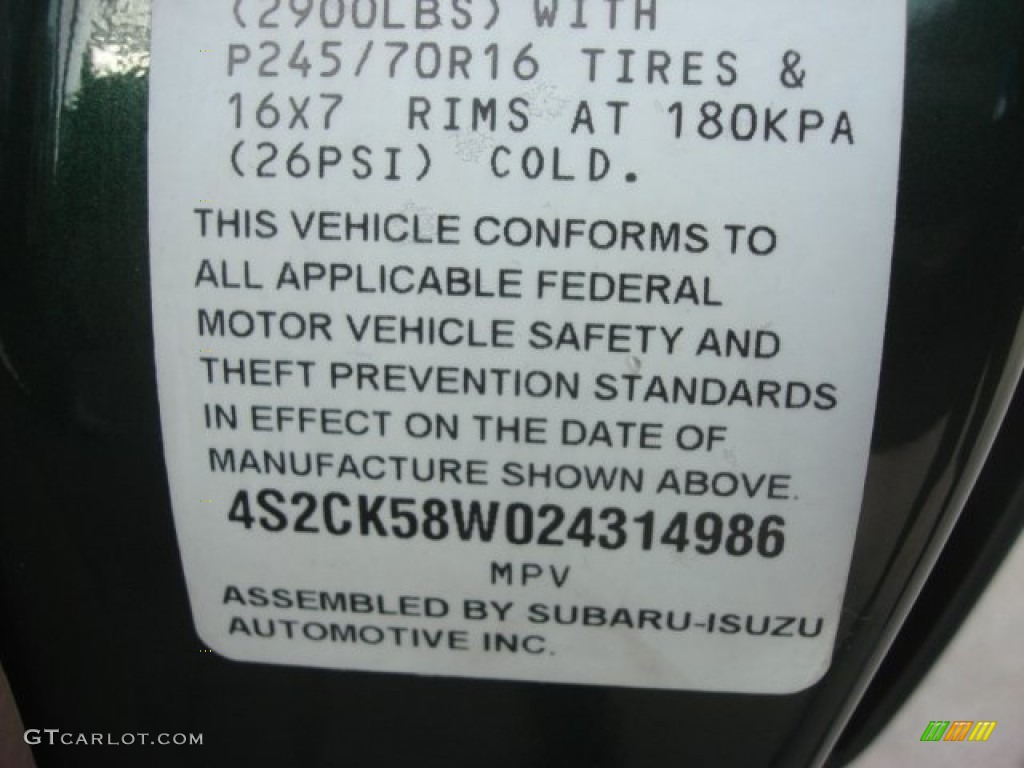 (2900LBS) WITH
P245/70R16 TIRES &
16X7 RIMS AT 180KPA
(26PSI) COLD.
THIS VEHICLE CONFORMS TO
ALL APPLICABLE FEDERAL
MOTOR VEHICLE SAFETY AND
THEFT PREVENTION STANDARDS
IN EFFECT ON THE DATE OF
MANUFACTURE SHOWN ABOVE.
4S2CK58W024314986
MPV
ASSEMBLED BY SUBARU-ISUZU
AUTOMOTIVE INC.
GTCARLOT.COM